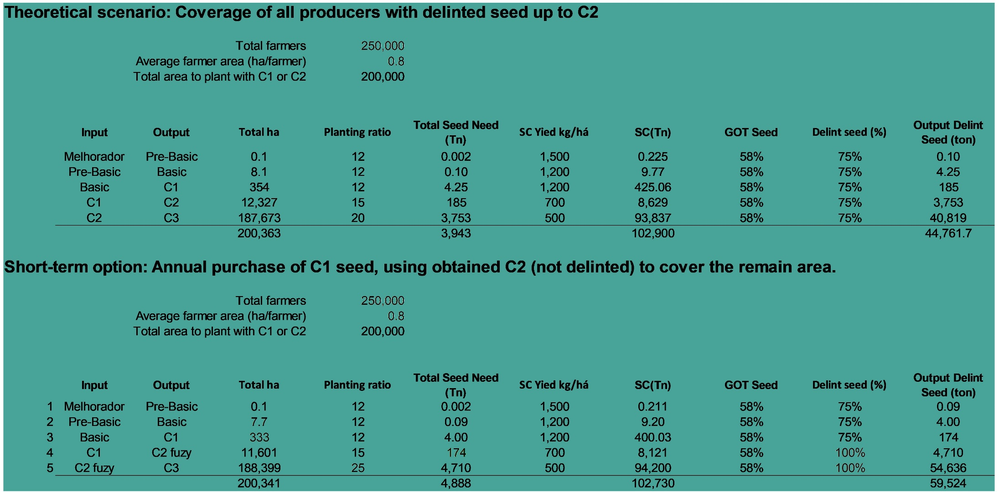 Theoretical scenario: Coverage of all producers with delinted seed up to C2
Total farmers 250,000
Average farmer area (ha/farmer) 0.8
Total area to plant with C1 or C2 200,000
Input Output Total ha Planting ratio Total Seed Need (Tn) SC Yied kg/há SC(Tn) GOT Seed Delint seed (%) Output Delint Seed (ton)
Melhorador Pre-Basic 0.1 12 0.002 1,500 0.225 58% 75% 0.10
Pre-Basic Basic 8.1 12 0.10 1,200 9.77 58% 75% 4.25
Basic C1 354 12 4.25 1,200 425.06 58% 75% 185
C1 C2 12,327 15 185 700 8,629 58% 75% 3,753
C2 C3 187,673 20 3,753 500 93,837 58% 75% 40,819
200,363 3,943 102,900 44,761.7
Short-term option: Annual purchase of C1 seed, using obtained C2 (not delinted) to cover the remain area.
Total farmers 250,000
Average farmer area (ha/farmer) 0.8
Total area to plant with C1 or C2 200,000
Input Output Total ha Planting ratio Total Seed Need (Tn) SC Yied kg/há SC(Tn) GOT Seed Delint seed (%) Output Delint Seed (ton)
1 Melhorador Pre-Basic 0.1 12 0.002 1,500 0.211 58% 75% 0.09
2 Pre-Basic Basic 7.7 12 0.09 1,200 9.20 58% 75% 4.00
3 Basic C1 333 12 4.00 1,200 400.03 58% 75% 174
4 C1 C2 fuzy 11,601 15 174 700 8,121 58% 100% 4,710
5 C2 fuzy C3 188,399 25 4,710 500 94,200 58% 100% 54,636
200,341 4,888 102,730 59,524